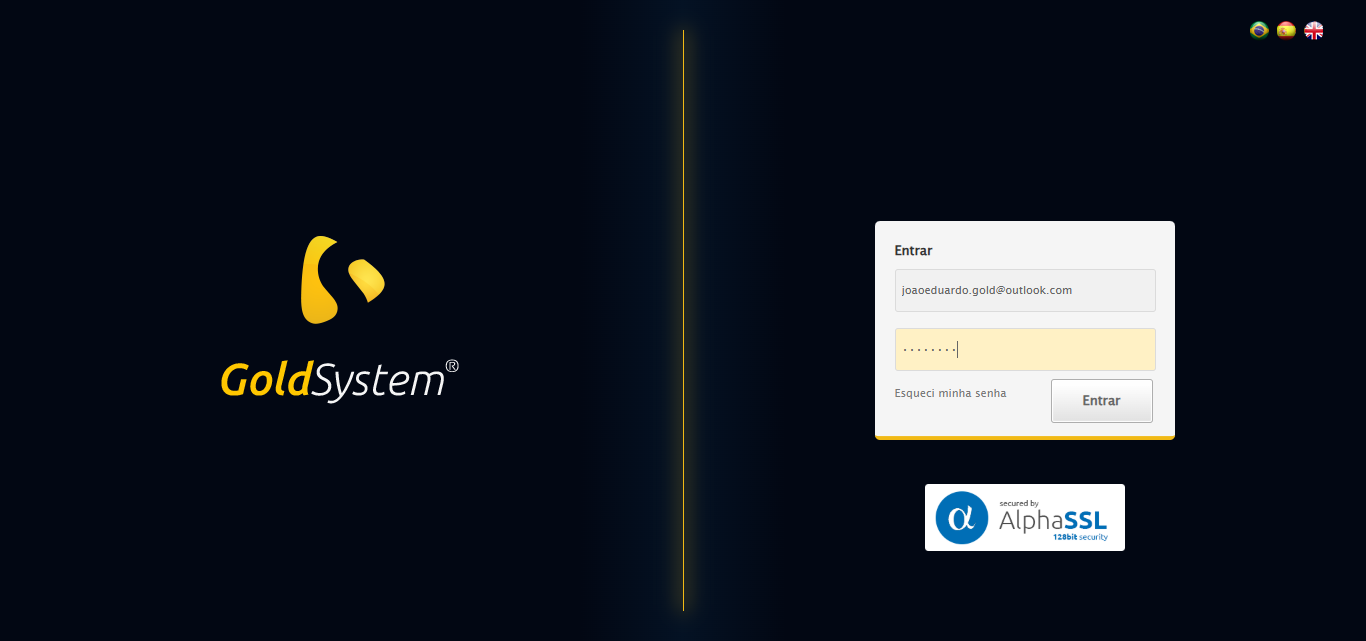 GoldSystem®
Entrar
joaoeduardo.gold@outlook.com
········
Esqueci minha senha
Entrar
α
secured by
AlphaSSL
128bit security